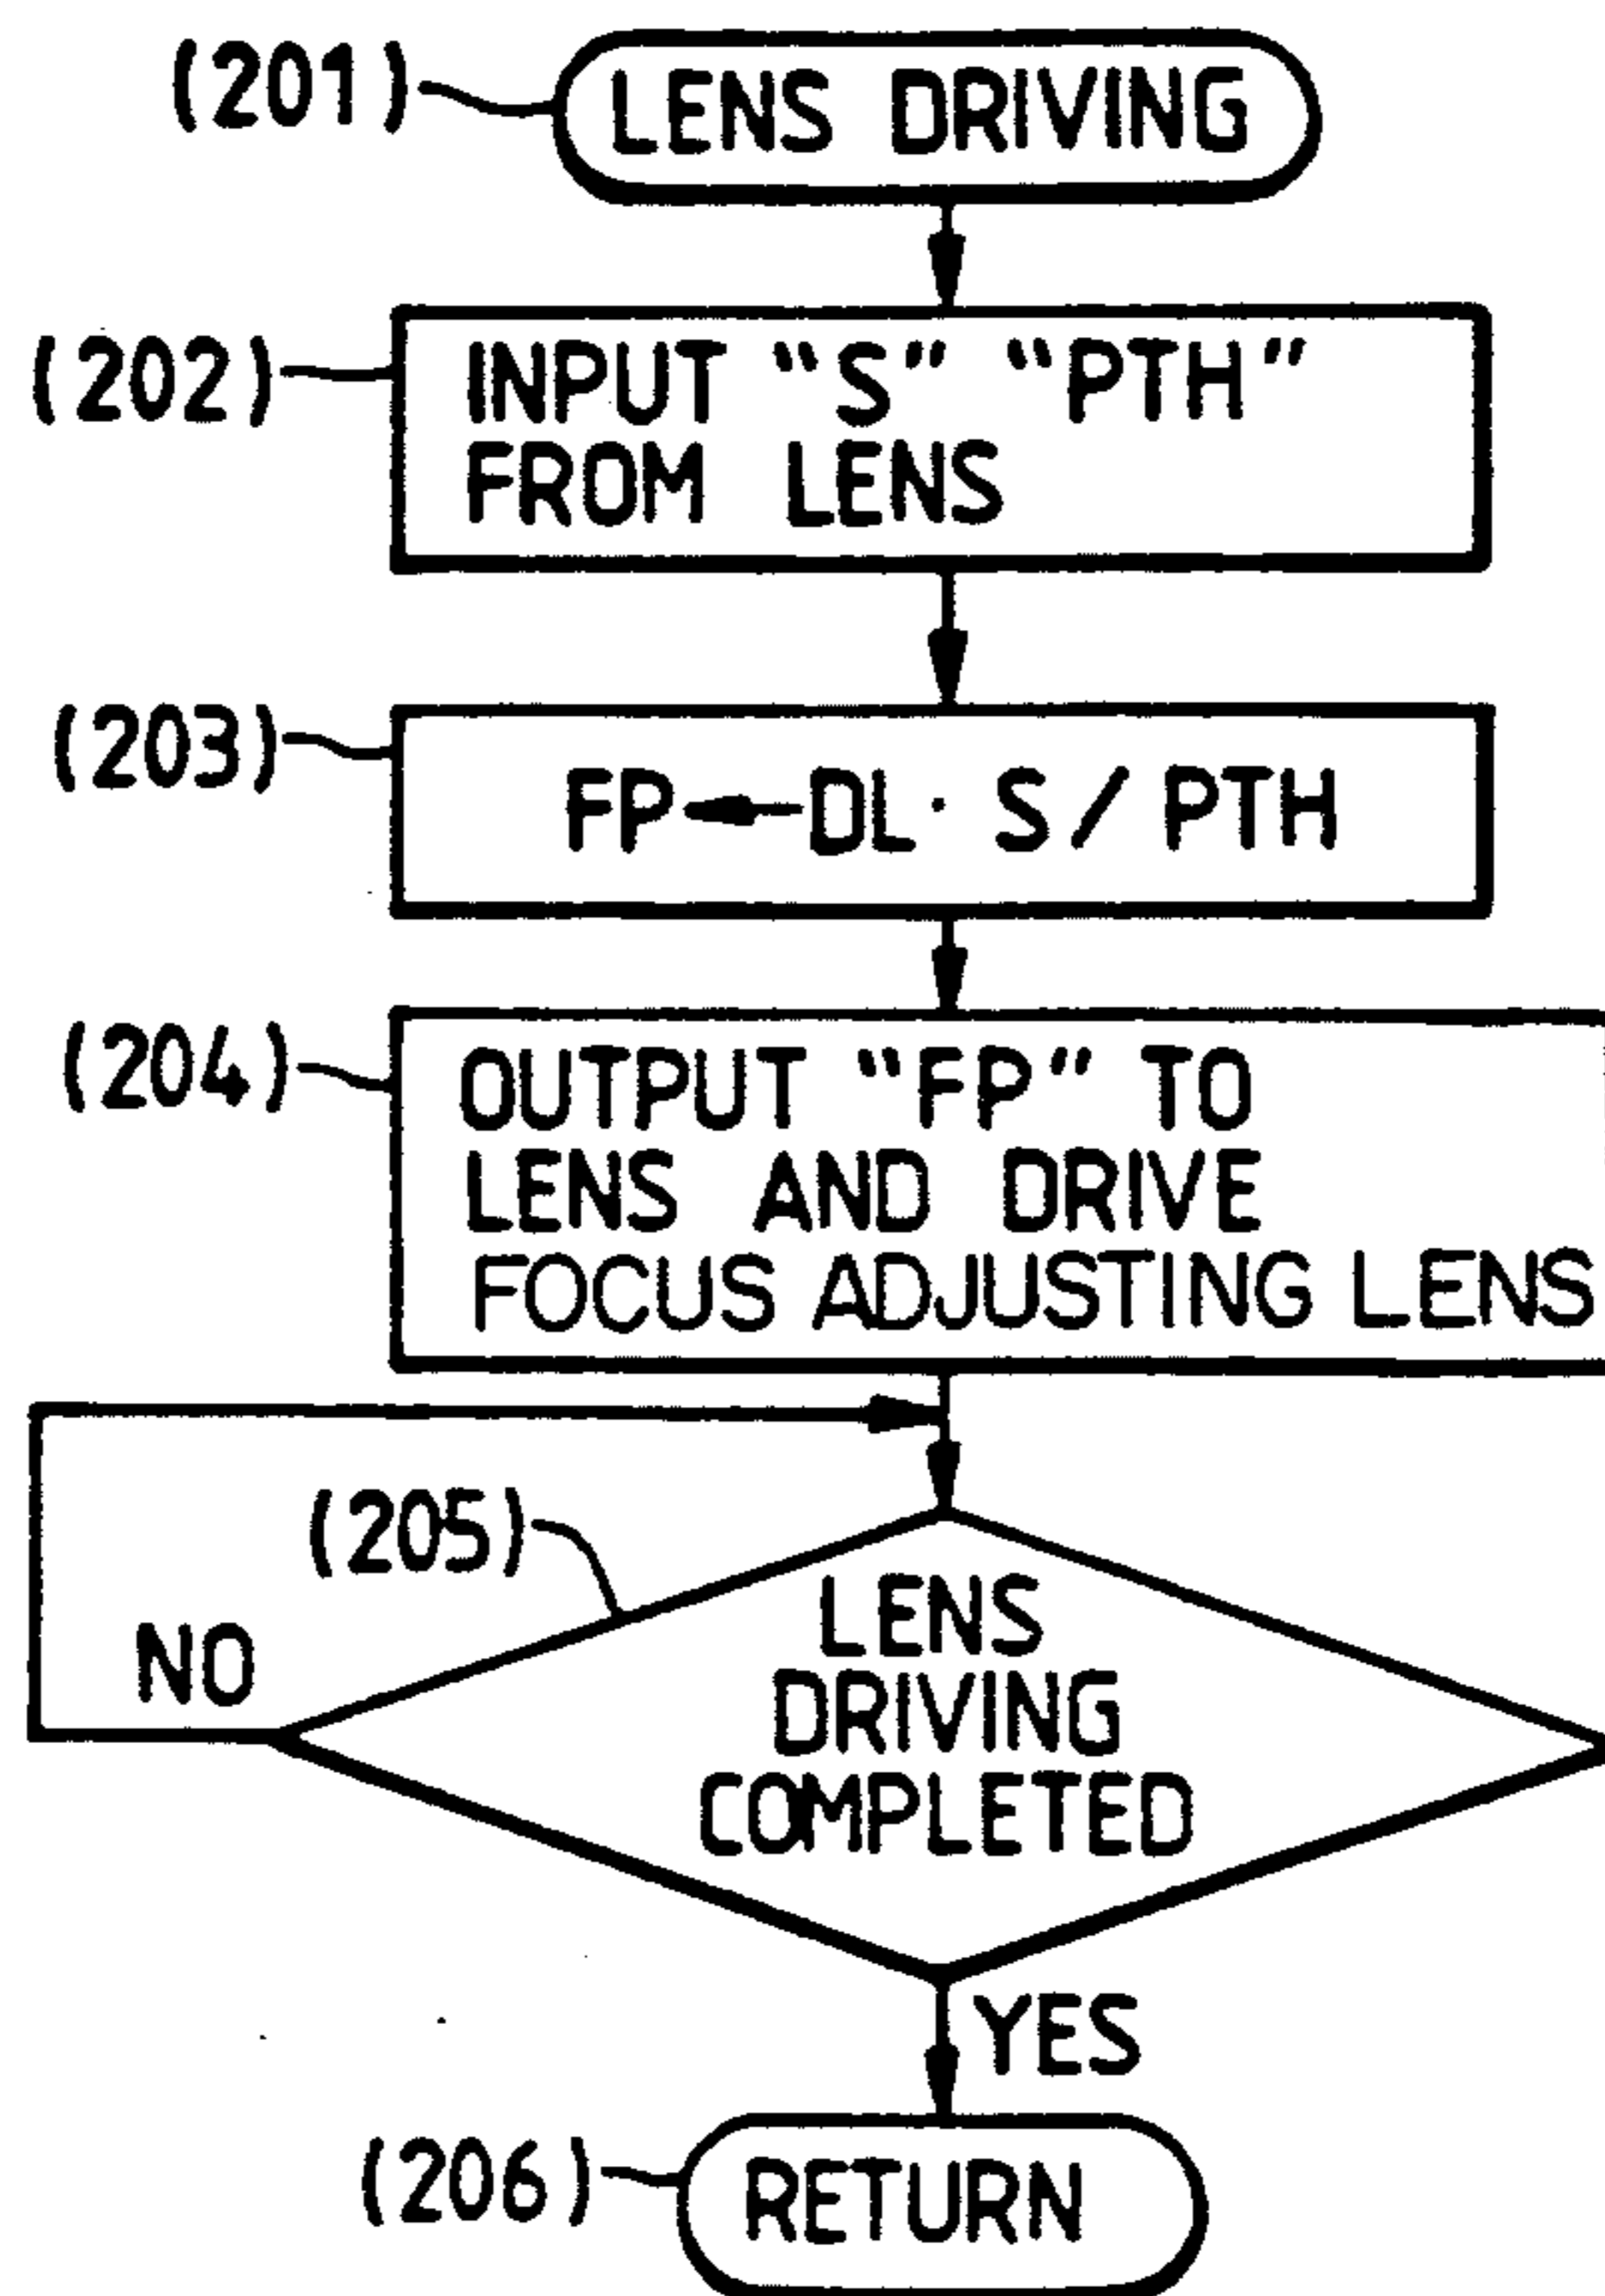 (201) LENS DRIVING
(202) INPUT "S" "PTH"
FROM LENS
(203) FP ← DL · S / PTH
(204) OUTPUT "FP" TO
LENS AND DRIVE
FOCUS ADJUSTING LENS
(205)
NO
LENS
DRIVING
COMPLETED
YES
(206) RETURN